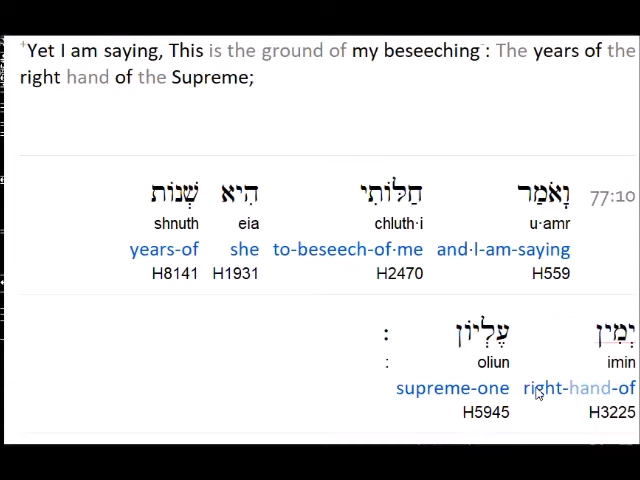 +Yet I am saying, This is the ground of my beseeching-: The years of the
right hand of the Supreme;
77:10 וָאֹמַר חַלּוֹתִי הִיא שְׁנוֹת
shnuth eia chluth·i u·amr
years-of she to-beseech-of·me and·I-am-saying
H8141 H1931 H2470 H559
יְמִין עֶלְיוֹן :
: oliun imin
supreme-one right-hand-of
H5945 H3225